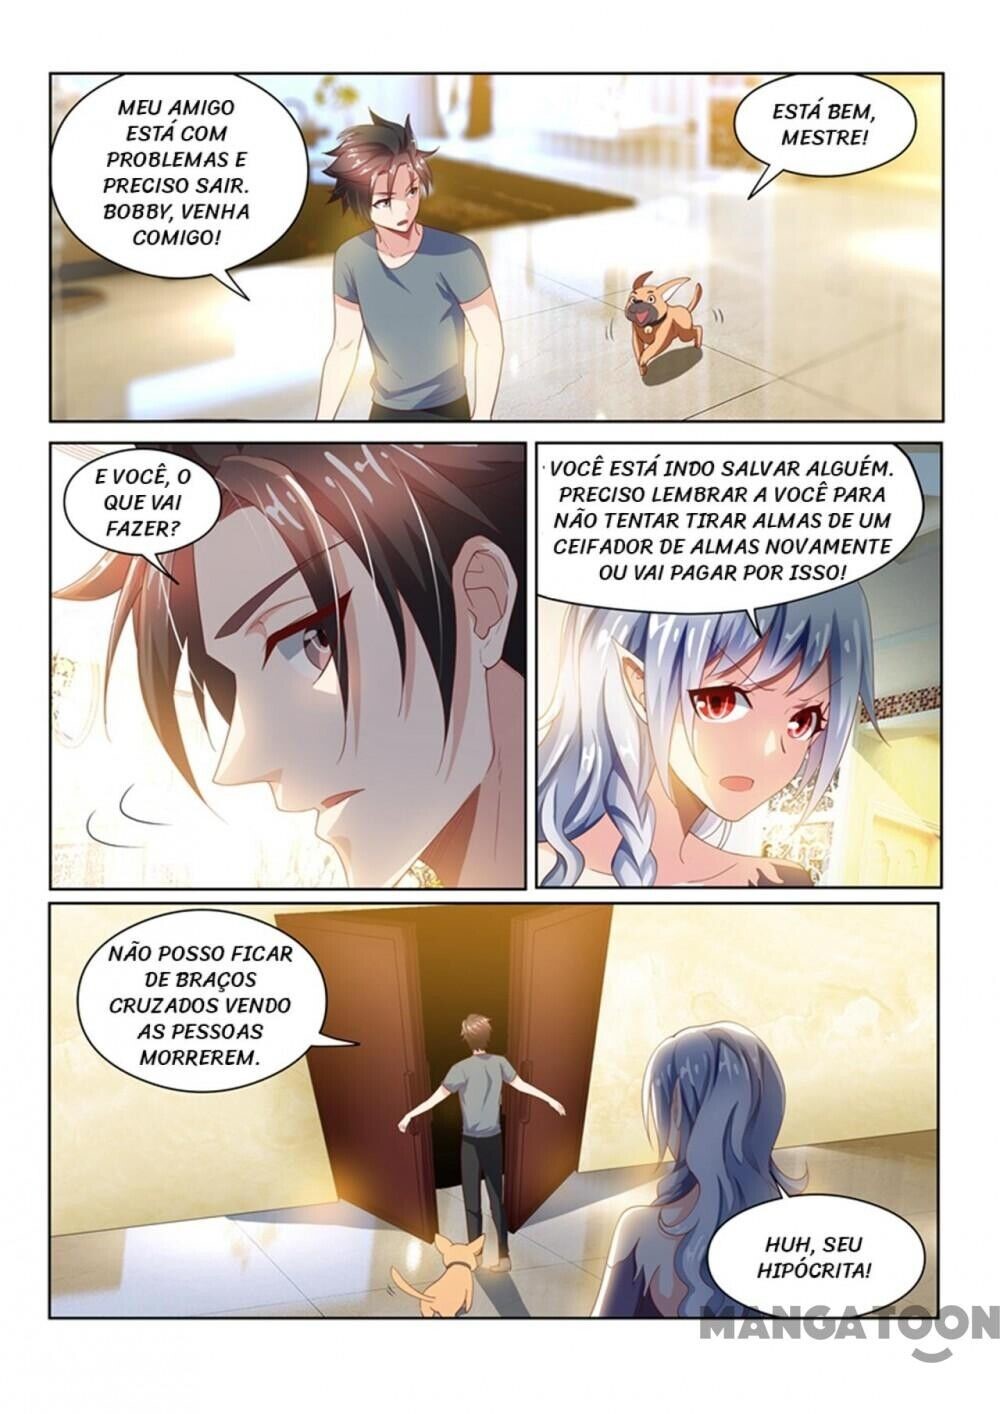 MEU AMIGO
ESTÁ COM
PROBLEMAS E
PRECISO SAIR.
BOBBY, VENHA
COMIGO!
ESTÁ BEM,
MESTRE!
E VOCÊ, O
QUE VAI
FAZER?
VOCÊ ESTÁ INDO SALVAR ALGUÉM.
PRECISO LEMBRAR A VOCÊ PARA
NÃO TENTAR TIRAR ALMAS DE UM
CEIFADOR DE ALMAS NOVAMENTE
OU VAI PAGAR POR ISSO!
NÃO POSSO FICAR
DE BRAÇOS
CRUZADOS VENDO
AS PESSOAS
MORREREM.
HUH, SEU
HIPÓCRITA!
MANGATOON